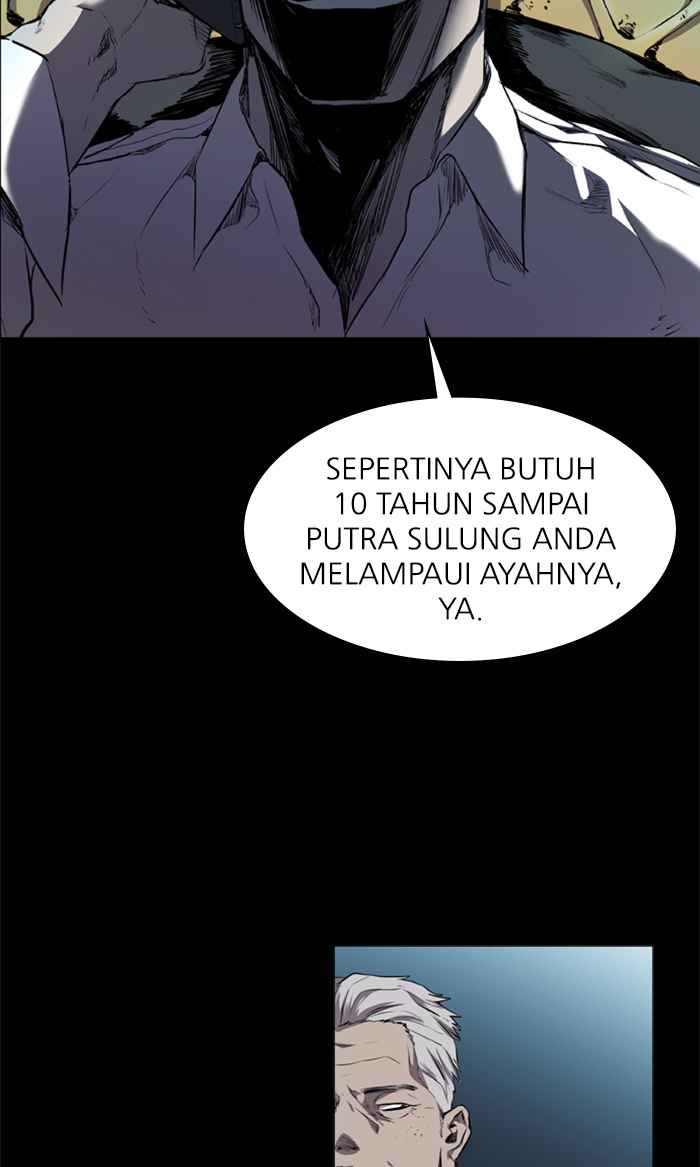 SEPERTINYA BUTUH
10 TAHUN SAMPAI
PUTRA SULUNG ANDA
MELAMPAUI AYAHNYA,
YA.